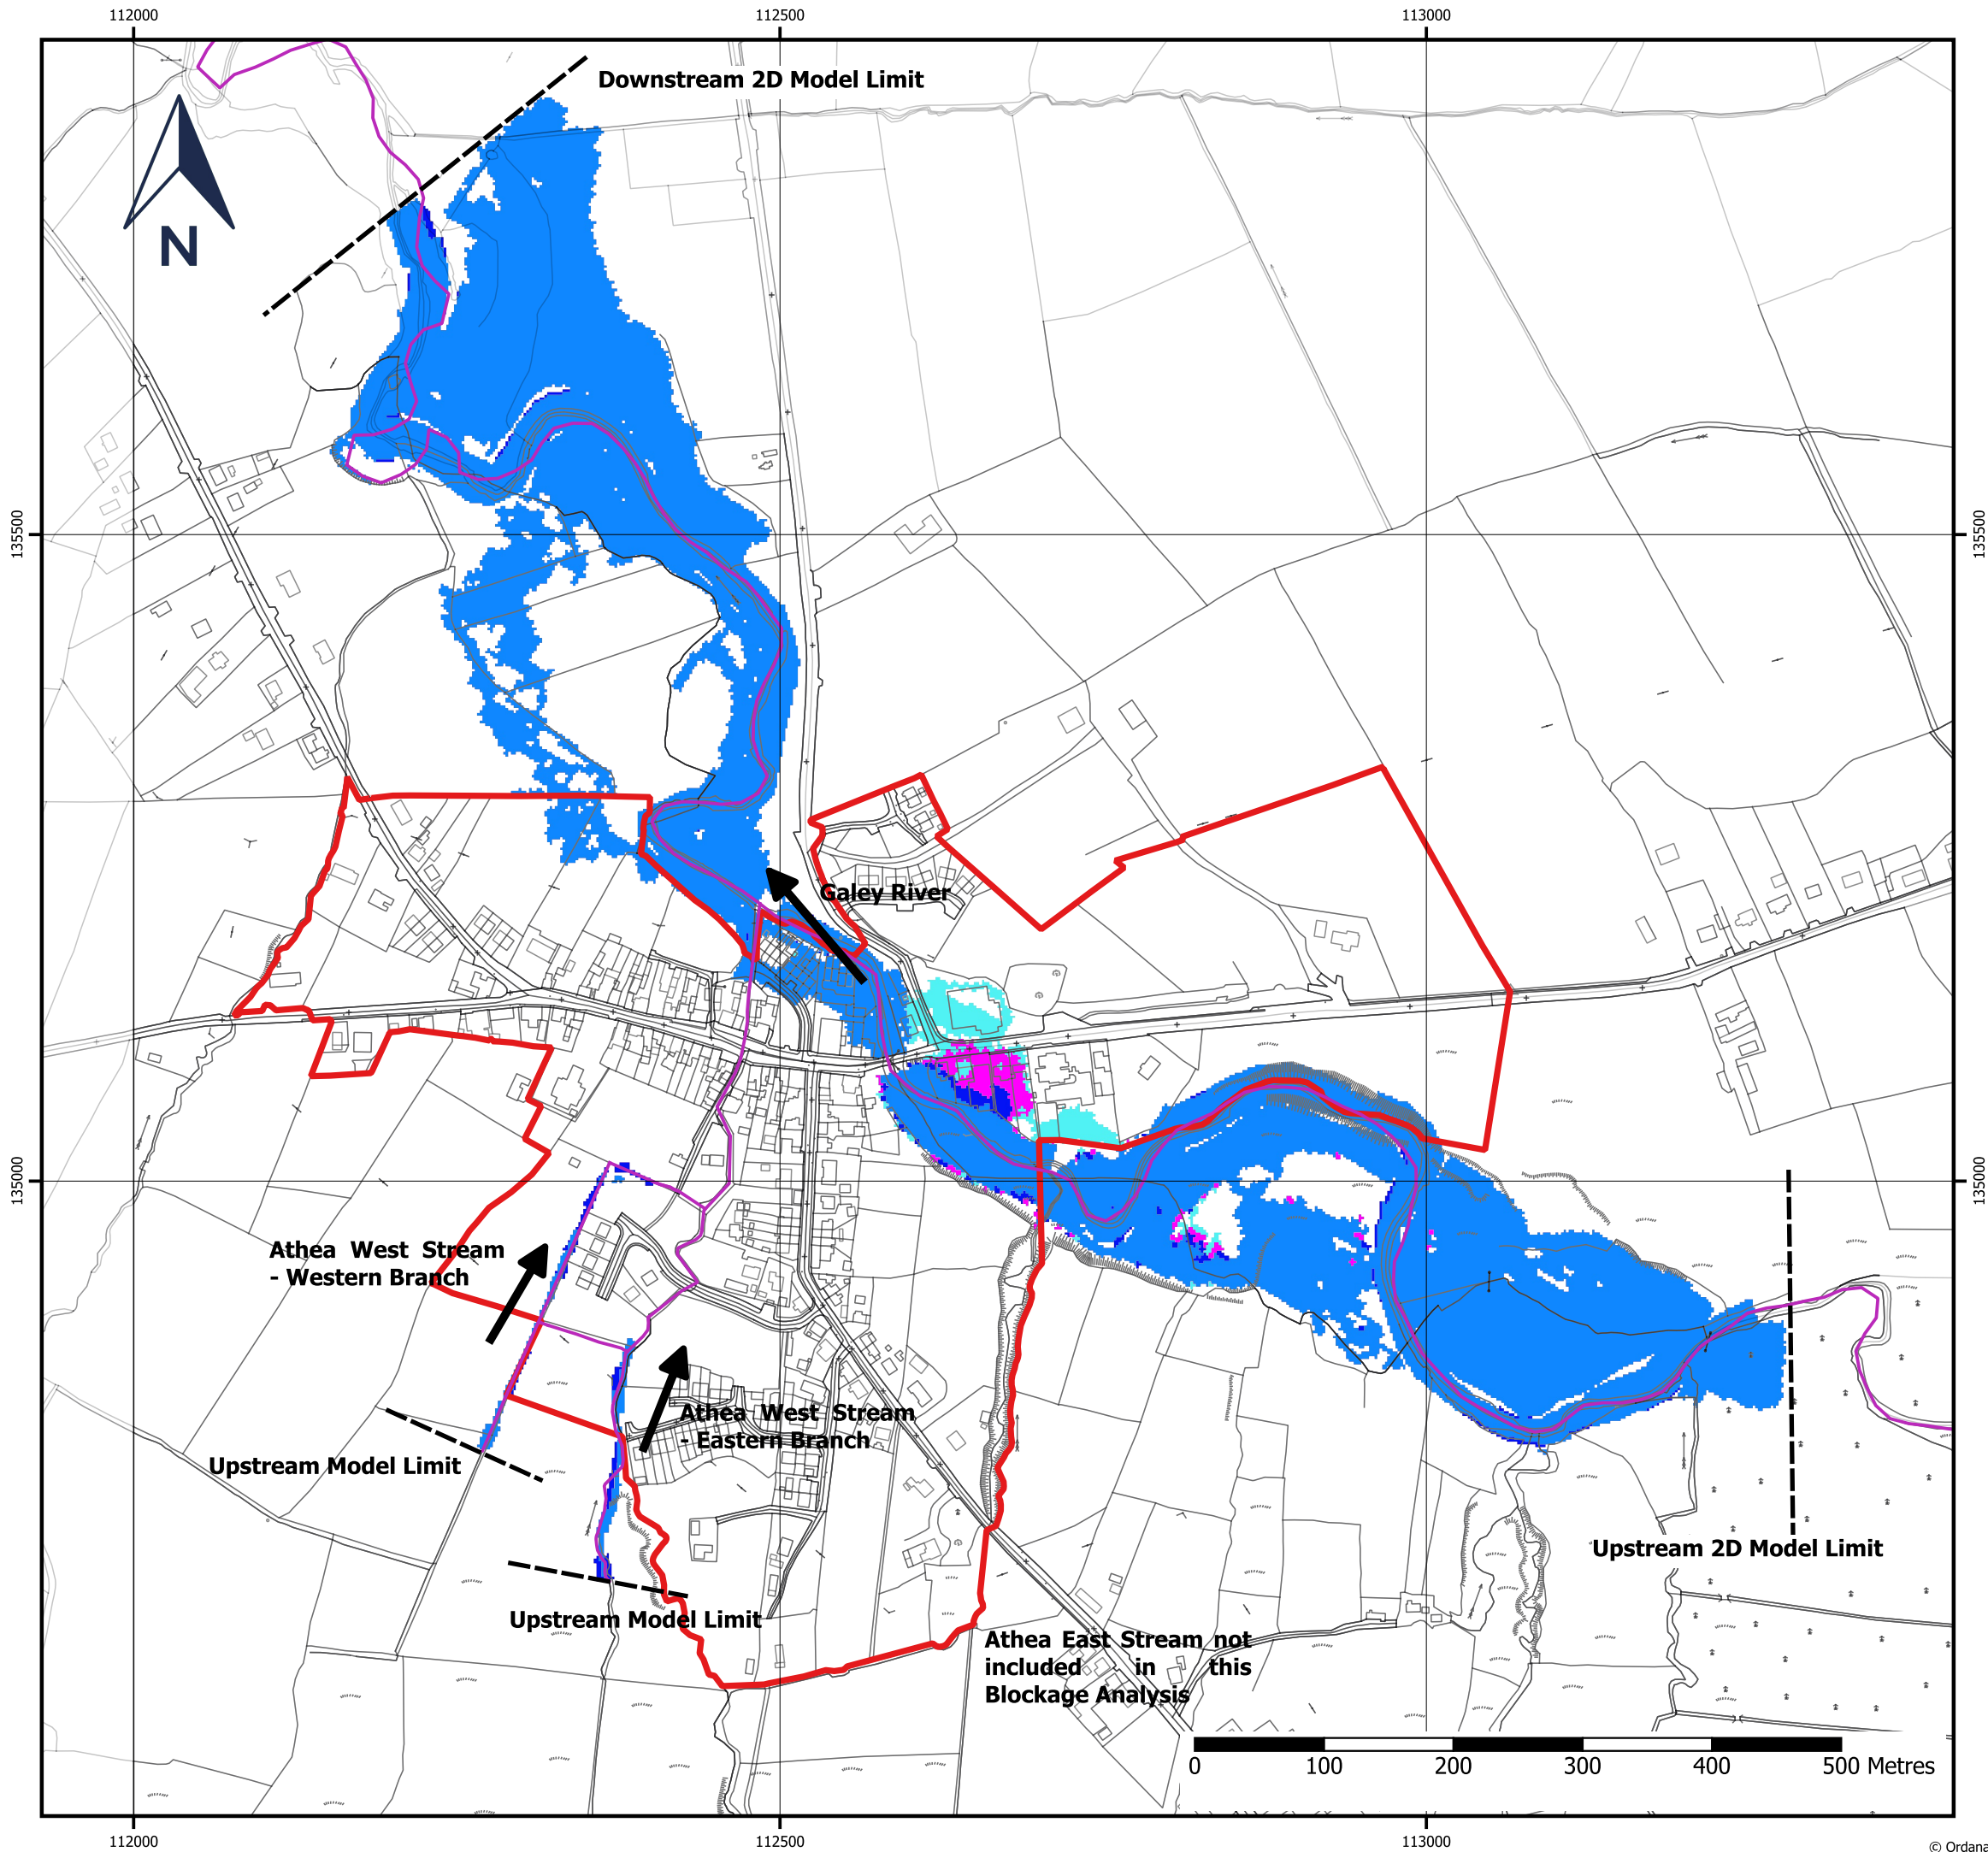 112000
112500
113000
Downstream 2D Model Limit
N
135500
135500
Galey River
135000
135000
Athea West Stream
- Western Branch
Athea West Stream
- Eastern Branch
Upstream Model Limit
Upstream 2D Model Limit
Upstream Model Limit
Athea East Stream not
included in this
Blockage Analysis
0 100 200 300 400 500 Metres
112000
112500
113000
© Ordana